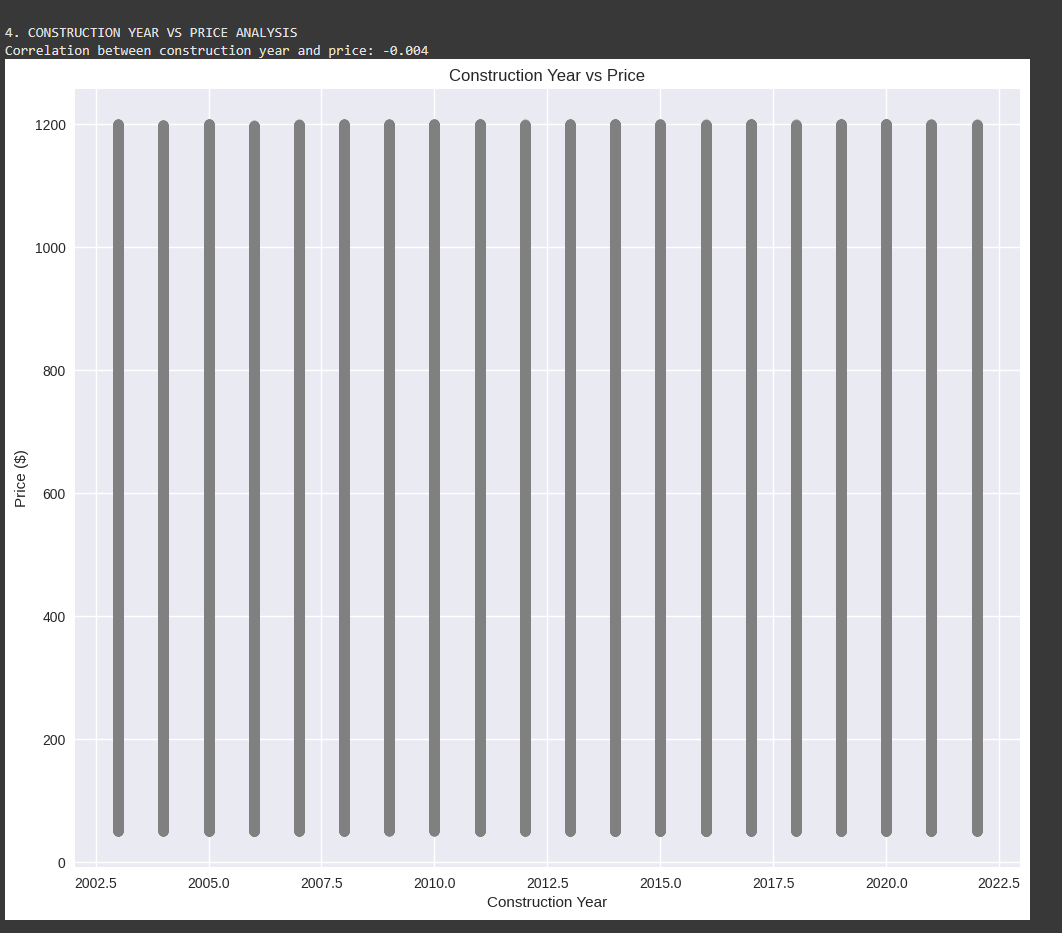 4. CONSTRUCTION YEAR VS PRICE ANALYSIS
Correlation between construction year and price: -0.004
Construction Year vs Price
1200
1000
800
600
400
200
0
Price ($)
2002.5 2005.0 2007.5 2010.0 2012.5 2015.0 2017.5 2020.0 2022.5
Construction Year